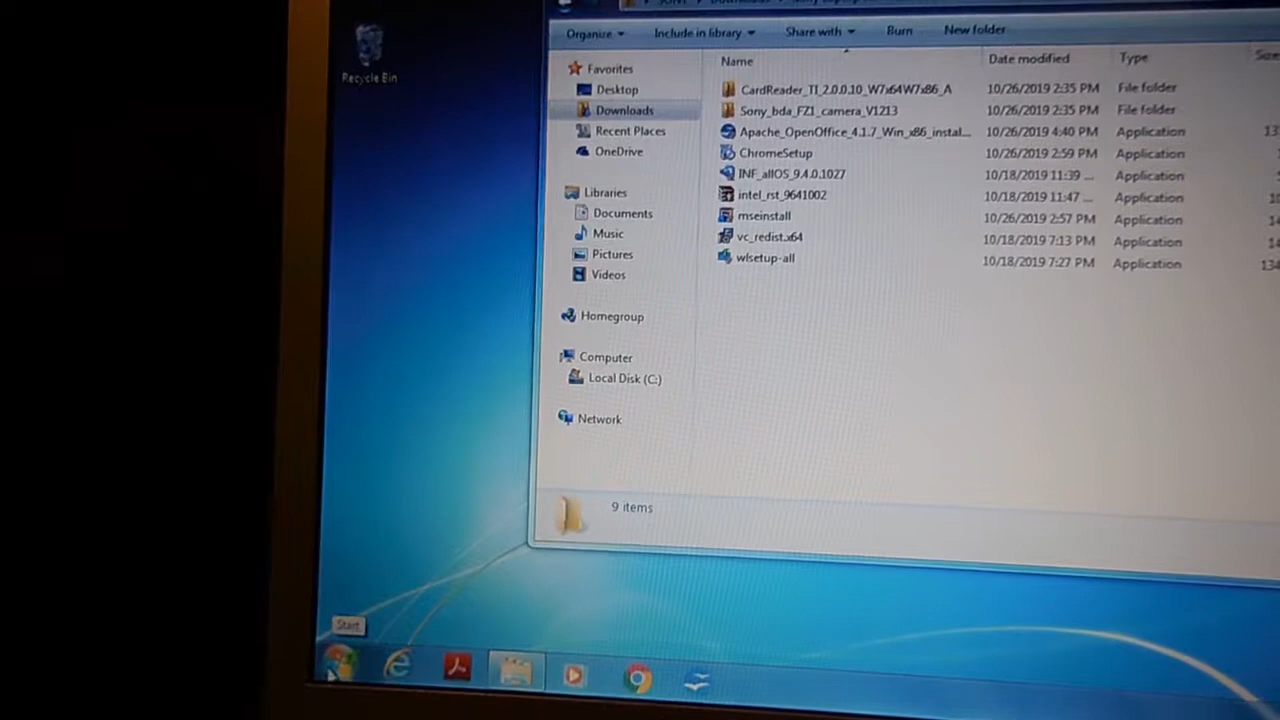 Recycle Bin
Organize Include in library Share with Burn New folder
Favorites
Desktop
Downloads
Recent Places
OneDrive
Libraries
Documents
Music
Pictures
Videos
Homegroup
Computer
Local Disk (C:)
Network
Name Date modified Type
CardReader_TI_2.0.0.10_W7x64W7x86_A 10/26/2019 2:35 PM File folder
Sony_bda_FZ1_camera_V1213 10/26/2019 2:35 PM File folder
Apache_OpenOffice_4.1.7_Win_x86_instal... 10/26/2019 4:40 PM Application
ChromeSetup 10/26/2019 2:59 PM Application
INF_allOS_9.4.0.1027 10/18/2019 11:39 ... Application
intel_rst_9641002 10/18/2019 11:47 ... Application
mseinstall 10/26/2019 2:57 PM Application
vc_redist.x64 10/18/2019 7:13 PM Application
wlsetup-all 10/18/2019 7:27 PM Application
9 items
Start